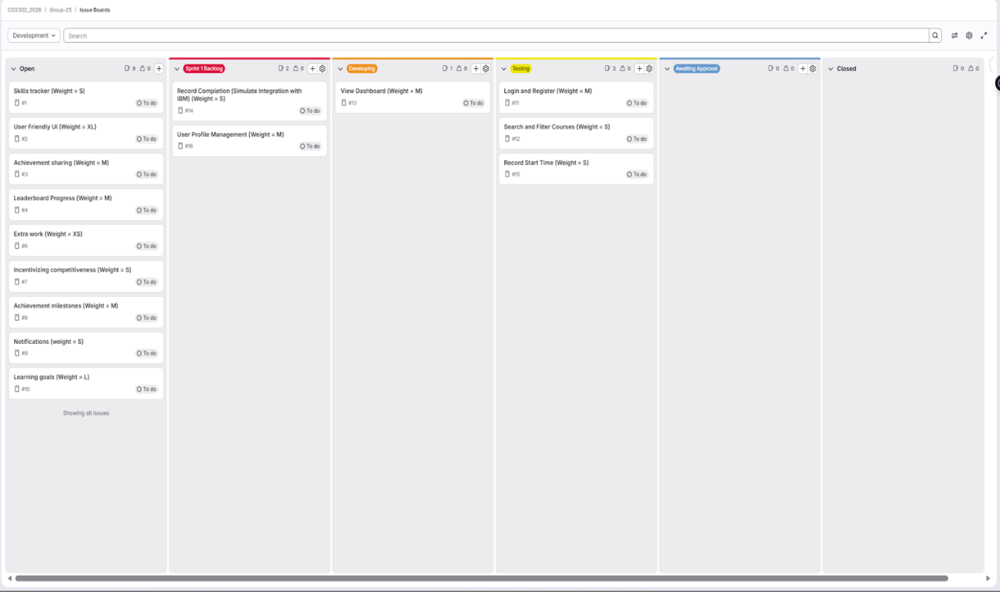 CO2302_2026 / Group-25 / Issue Boards
Development
Search
Open
9 0
Skills tracker (Weight = S)
#1
To do
User Friendly UI (Weight = XL)
#2
To do
Achievement sharing (Weight = M)
#3
To do
Leaderboard Progress (Weight = M)
#4
To do
Extra work (Weight = XS)
#6
To do
Incentivizing competitiveness (Weight = S)
#7
To do
Achievement milestones (Weight = M)
#8
To do
Notifications (weight = S)
#9
To do
Learning goals (Weight = L)
#10
To do
Showing all issues
Sprint 1 Backlog
2 0
Record Completion (Simulate Integration with
IBM) (Weight = S)
#14
To do
User Profile Management (Weight = M)
#16
To do
Developing
1 0
View Dashboard (Weight = M)
#13
To do
Testing
3 0
Login and Register (Weight = M)
#11
To do
Search and Filter Courses (Weight = S)
#12
To do
Record Start Time (Weight = S)
#15
To do
Awaiting Approval
0 0
Closed
0 0